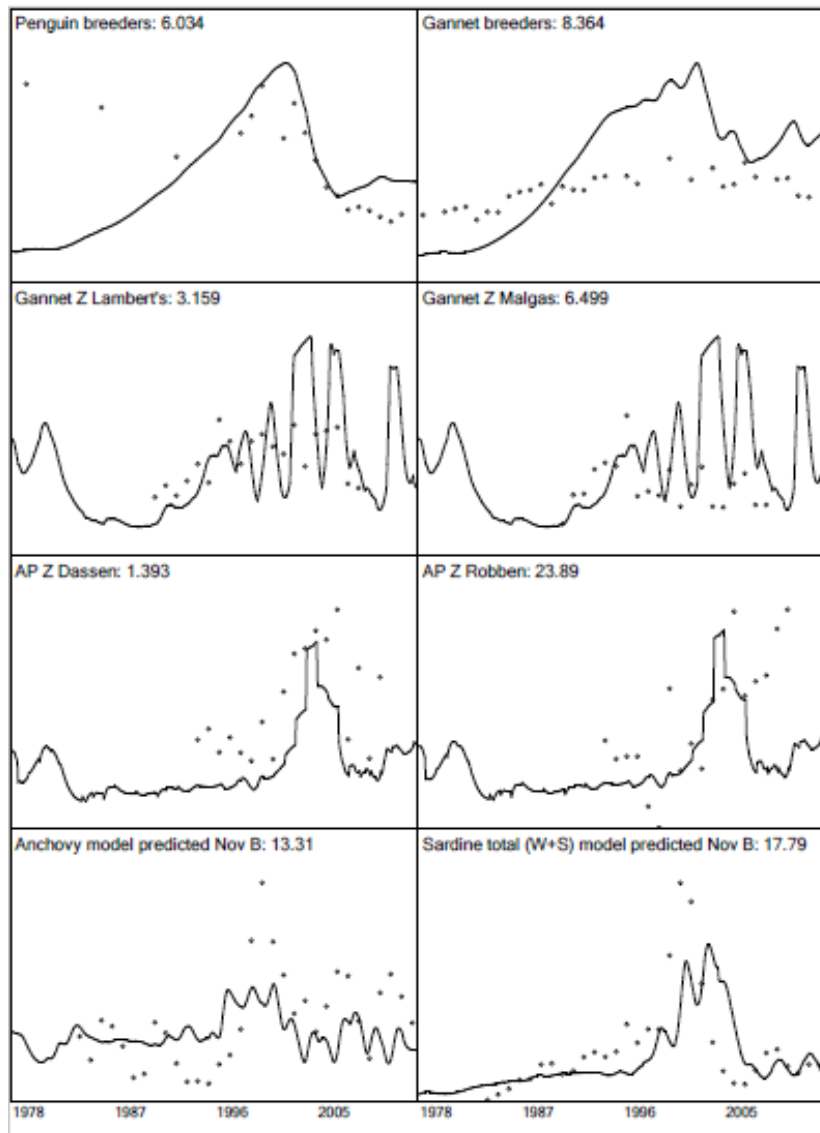 Penguin breeders: 6.034
Gannet breeders: 8.364
Gannet Z Lambert's: 3.159
Gannet Z Malgas: 6.499
AP Z Dassen: 1.393
AP Z Robben: 23.89
Anchovy model predicted Nov B: 13.31
Sardine total (W+S) model predicted Nov B: 17.79
1978 1987 1996 2005
1978 1987 1996 2005